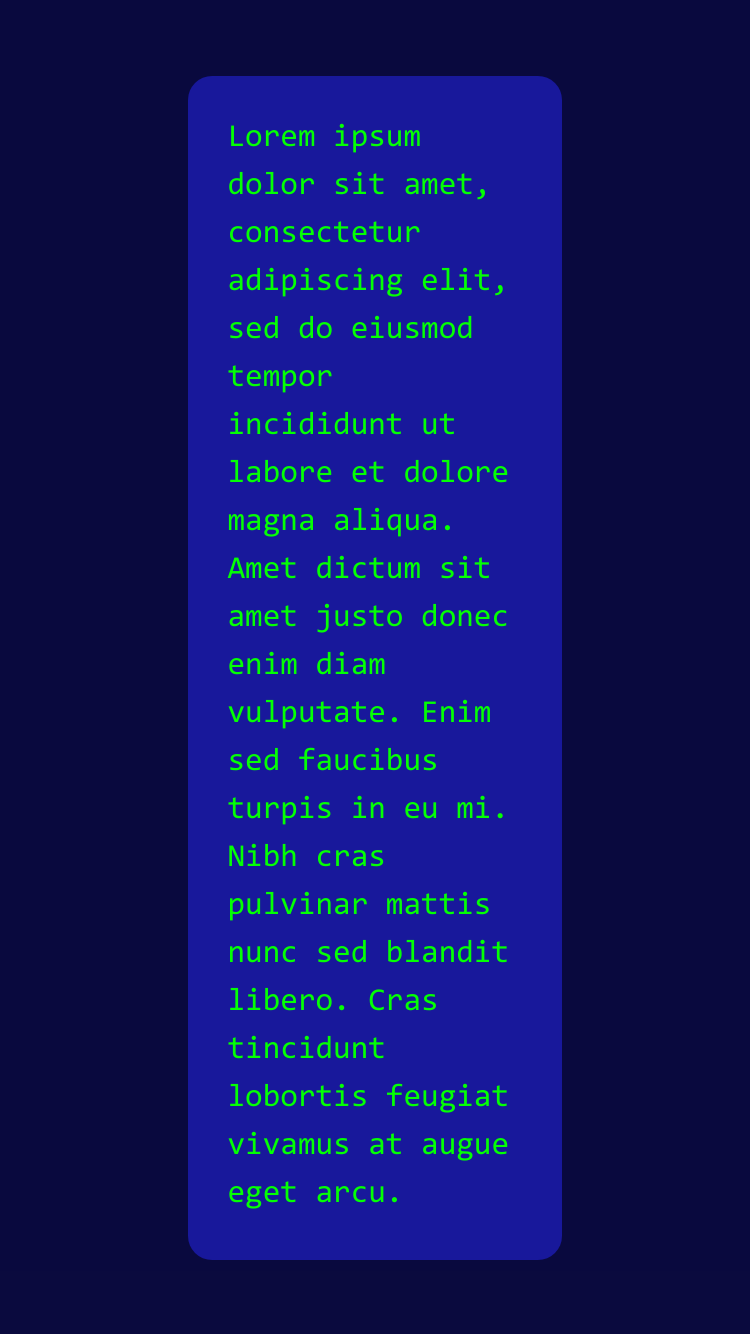 Lorem ipsum
dolor sit amet,
consectetur
adipiscing elit,
sed do eiusmod
tempor
incididunt ut
labore et dolore
magna aliqua.
Amet dictum sit
amet justo donec
enim diam
vulputate. Enim
sed faucibus
turpis in eu mi.
Nibh cras
pulvinar mattis
nunc sed blandit
libero. Cras
tincidunt
lobortis feugiat
vivamus at augue
eget arcu.